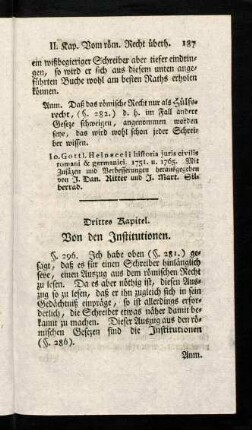 II. Kap. Vom röm. Recht überh. 187
ein wißbegieriger Schreiber aber tiefer eindrin-
gen, so wird er sich aus diesem unten ange-
führten Buche wohl am besten Raths erholen
können.
Anm. Daß das römische Recht nur als Hülfs-
recht, (§. 282.) d. h. im Fall andere
Geseze schweigen, angenommen worden
seye, das wird wohl schon jeder Schrei-
ber wissen.
Io. Gottl. Heineccii historia juris civilis
romani & germanici. 1751. u. 1765. Mit
Zusäzen und Verbesserungen herausgegeben
von J. Dan. Ritter und J. Mart. Sil-
bertad.
Drittes Kapitel.
Von den Institutionen.
§. 296. Ich habe oben (§. 281.) ge-
sagt, daß es für einen Schreiber hinlänglich
seye, einen Auszug aus dem römischen Recht
zu lesen. Da es aber nöthig ist, diesen Aus-
zug so zu lesen, daß er ihn zugleich sich in sein
Gedächtniß einpräge, so ist allerdings erfor-
derlich, die Schreiber etwas näher damit be-
kannt zu machen. Dieser Auszug aus den rö-
mischen Gesezen sind die Institutionen
(§. 286).
Anm.